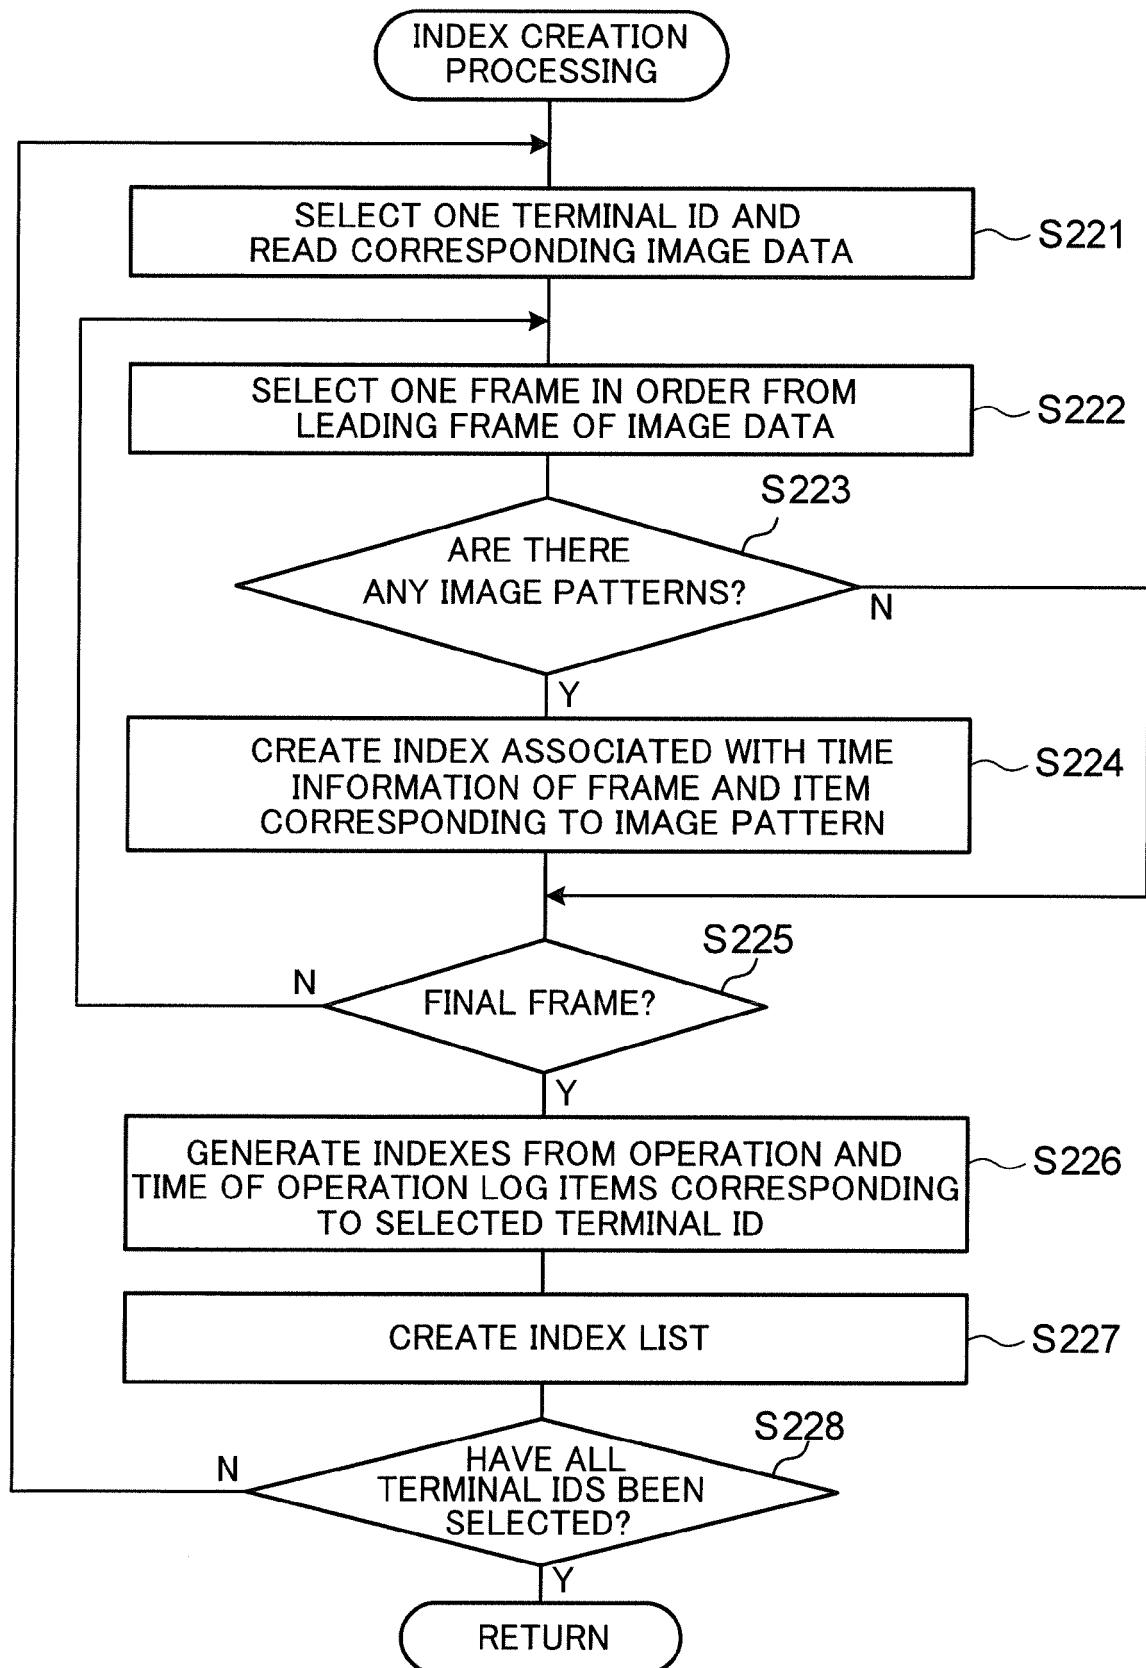 INDEX CREATION
PROCESSING
SELECT ONE TERMINAL ID AND
READ CORRESPONDING IMAGE DATA
S221
SELECT ONE FRAME IN ORDER FROM
LEADING FRAME OF IMAGE DATA
S222
S223
ARE THERE
ANY IMAGE PATTERNS?
N
Y
CREATE INDEX ASSOCIATED WITH TIME
INFORMATION OF FRAME AND ITEM
CORRESPONDING TO IMAGE PATTERN
S224
S225
N
FINAL FRAME?
Y
GENERATE INDEXES FROM OPERATION AND
TIME OF OPERATION LOG ITEMS CORRESPONDING
TO SELECTED TERMINAL ID
S226
CREATE INDEX LIST
S227
S228
N
HAVE ALL
TERMINAL IDS BEEN
SELECTED?
Y
RETURN